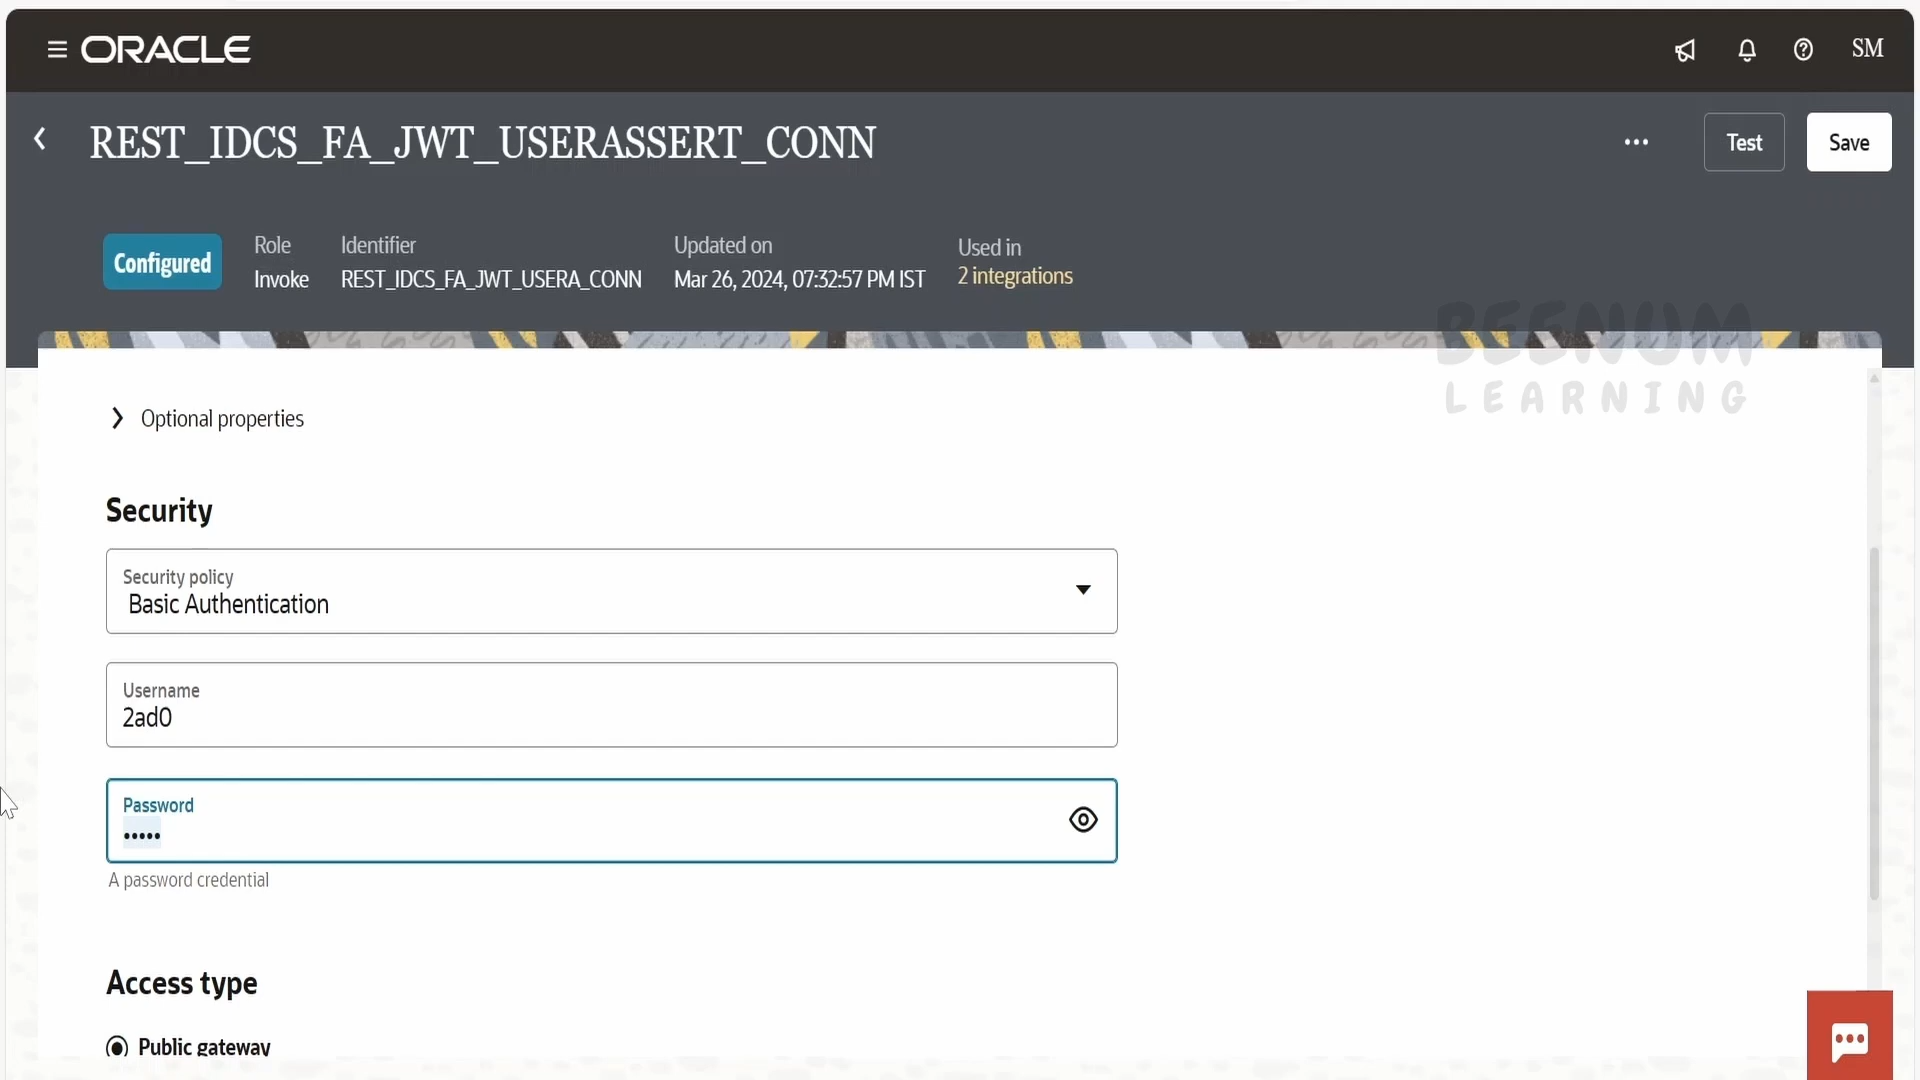 ORACLE
SM
REST_IDCS_FA_JWT_USERASSERT_CONN
Test
Save
Configured
Role
Invoke
Identifier
REST_IDCS_FA_JWT_USERA_CONN
Updated on
Mar 26, 2024, 07:32:57 PM IST
Used in
2 integrations
BEENUM
LEARNING
Optional properties
Security
Security policy
Basic Authentication
Username
2ad0
Password
•••••
A password credential
Access type
Public gateway